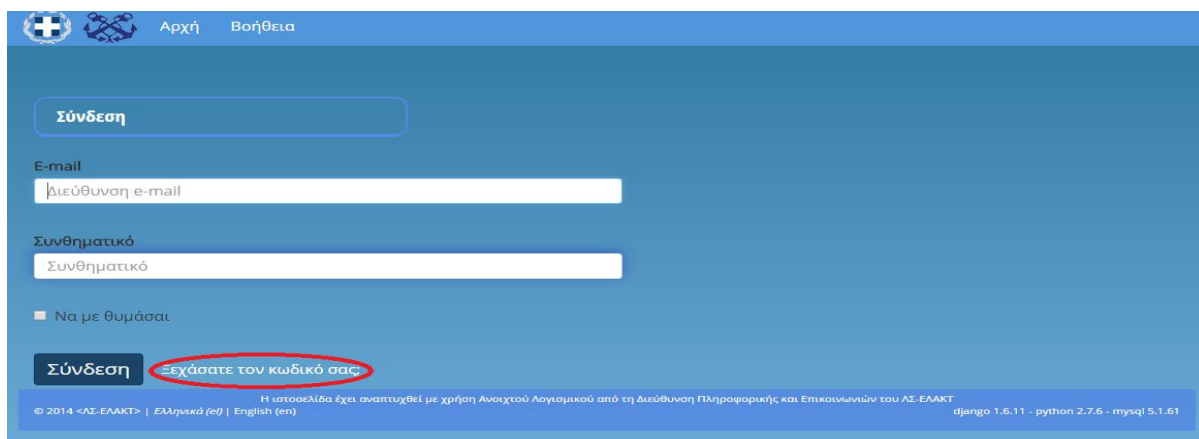 Αρχή Βοήθεια
Σύνδεση
E-mail
Διεύθυνση e-mail
Συνθηματικό
Συνθηματικό
Να με θυμάσαι
Σύνδεση Ξεχάσατε τον κωδικό σας;
Η ιστοσελίδα έχει αναπτυχθεί με χρήση Ανοιχτού Λογισμικού από τη Διεύθυνση Πληροφορικής και Επικοινωνιών του ΛΣ-ΕΛΑΚΤ
© 2014 <ΛΣ-ΕΛΑΚΤ> | Ελληνικά (el) | English (en) django 1.6.11 - python 2.7.6 - mysql 5.1.61